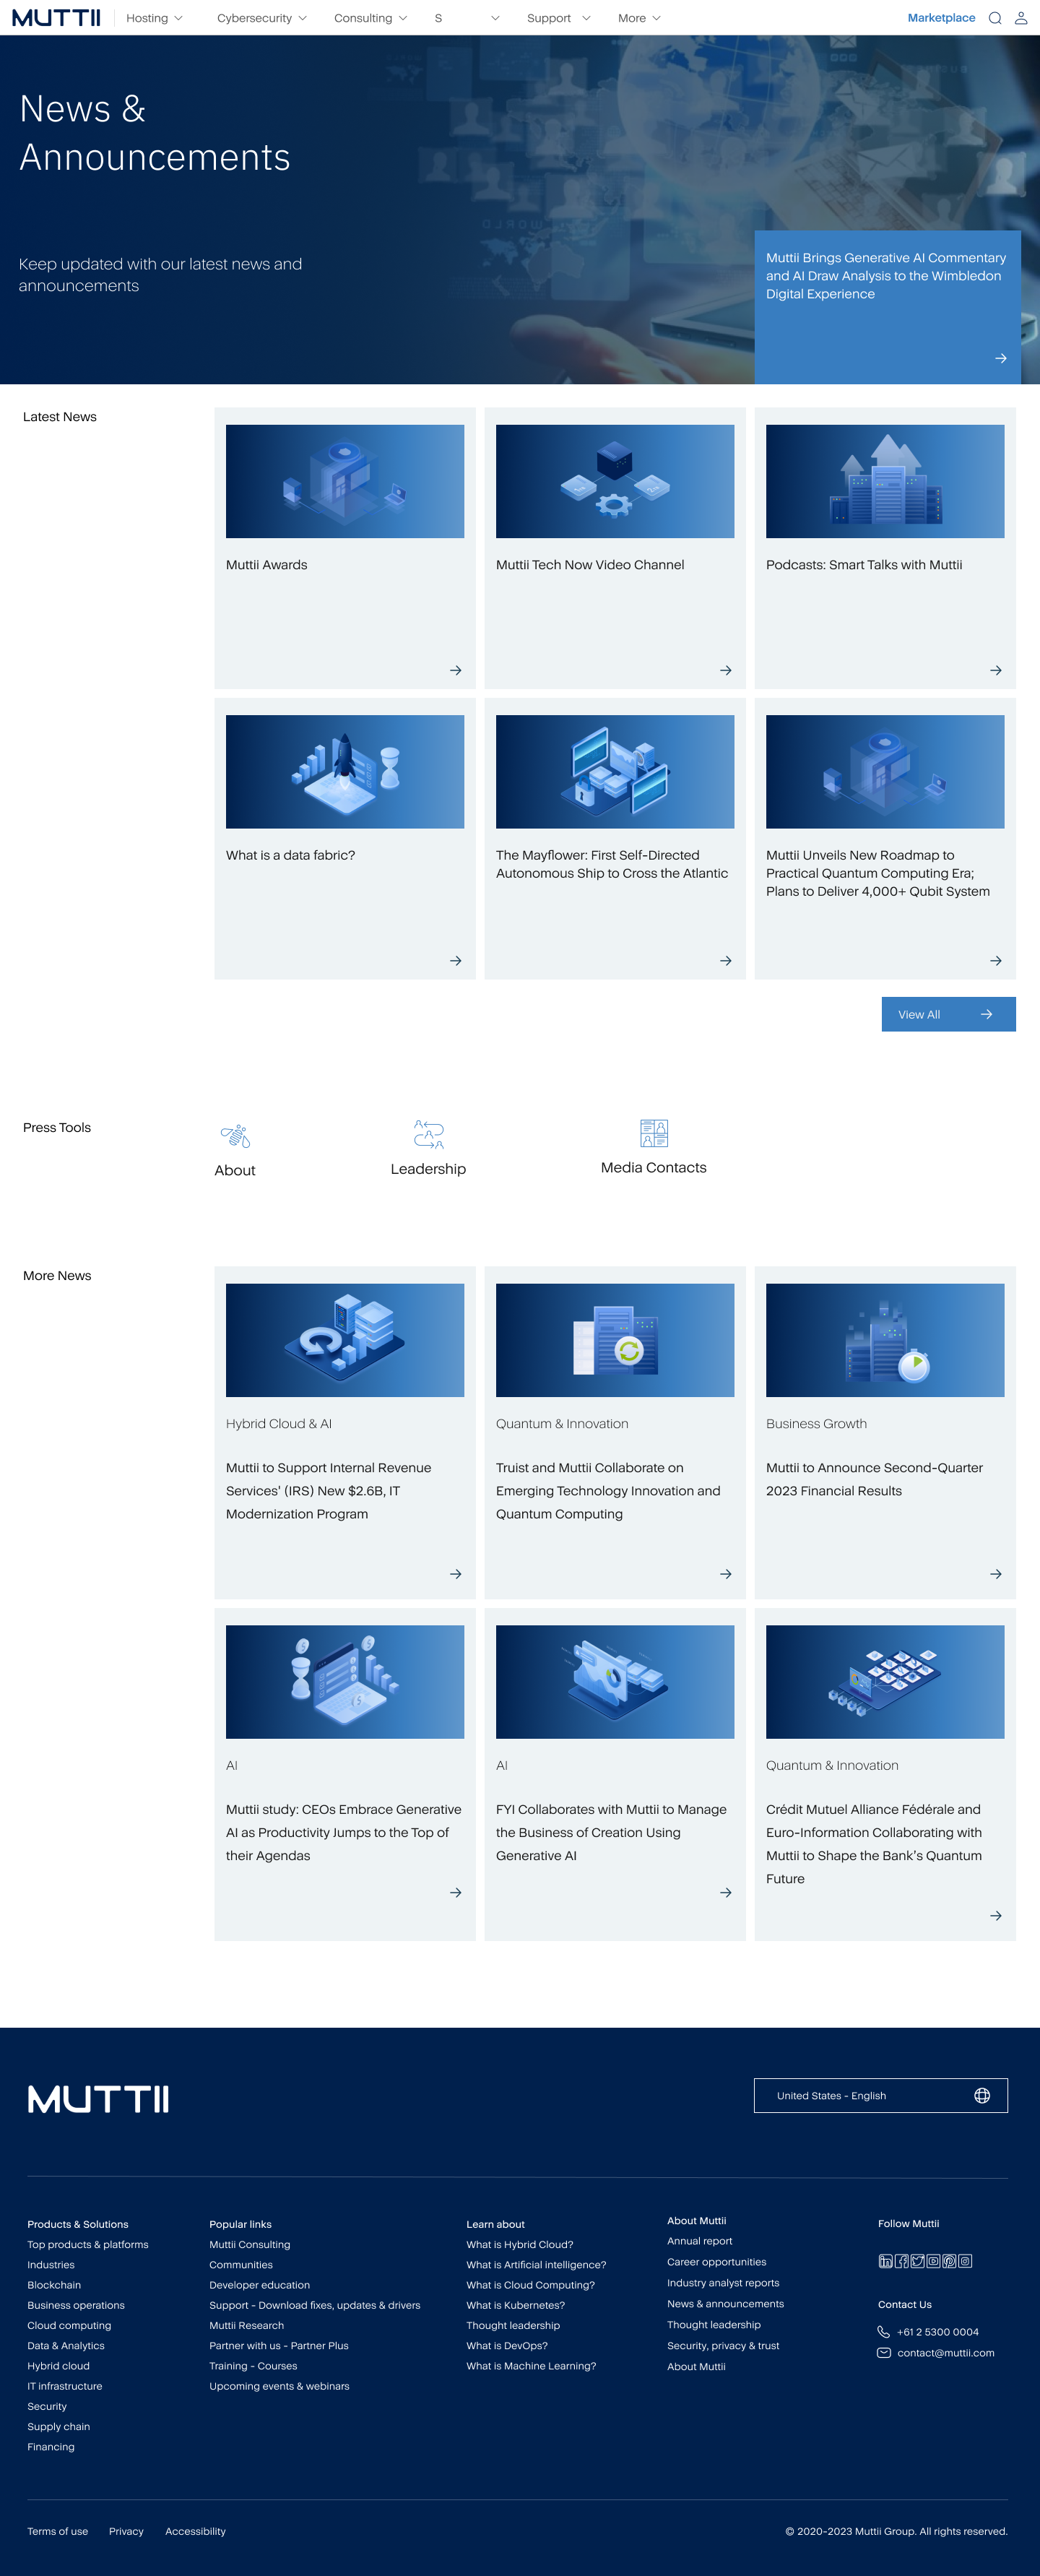 MUTTII
Hosting
Cybersecurity
Consulting
S
Support
More
Marketplace
News &
Announcements
Keep updated with our latest news and
announcements
Muttii Brings Generative AI Commentary
and AI Draw Analysis to the Wimbledon
Digital Experience
Latest News
Muttii Awards
Muttii Tech Now Video Channel
Podcasts: Smart Talks with Muttii
What is a data fabric?
The Mayflower: First Self-Directed
Autonomous Ship to Cross the Atlantic
Muttii Unveils New Roadmap to
Practical Quantum Computing Era;
Plans to Deliver 4,000+ Qubit System
View All
Press Tools
About
Leadership
Media Contacts
More News
Hybrid Cloud & AI
Muttii to Support Internal Revenue
Services' (IRS) New $2.6B, IT
Modernization Program
Quantum & Innovation
Truist and Muttii Collaborate on
Emerging Technology Innovation and
Quantum Computing
Business Growth
Muttii to Announce Second-Quarter
2023 Financial Results
AI
Muttii study: CEOs Embrace Generative
AI as Productivity Jumps to the Top of
their Agendas
AI
FYI Collaborates with Muttii to Manage
the Business of Creation Using
Generative AI
Quantum & Innovation
Crédit Mutuel Alliance Fédérale and
Euro-Information Collaborating with
Muttii to Shape the Bank's Quantum
Future
MUTTII
United States - English
Products & Solutions
Top products & platforms
Industries
Blockchain
Business operations
Cloud computing
Data & Analytics
Hybrid cloud
IT infrastructure
Security
Supply chain
Financing
Popular links
Muttii Consulting
Communities
Developer education
Support - Download fixes, updates & drivers
Muttii Research
Partner with us - Partner Plus
Training - Courses
Upcoming events & webinars
Learn about
What is Hybrid Cloud?
What is Artificial intelligence?
What is Cloud Computing?
What is Kubernetes?
Thought leadership
What is DevOps?
What is Machine Learning?
About Muttii
Annual report
Career opportunities
Industry analyst reports
News & announcements
Thought leadership
Security, privacy & trust
About Muttii
Follow Muttii
Contact Us
+61 2 5300 0004
contact@muttii.com
Terms of use
Privacy
Accessibility
© 2020-2023 Muttii Group. All rights reserved.